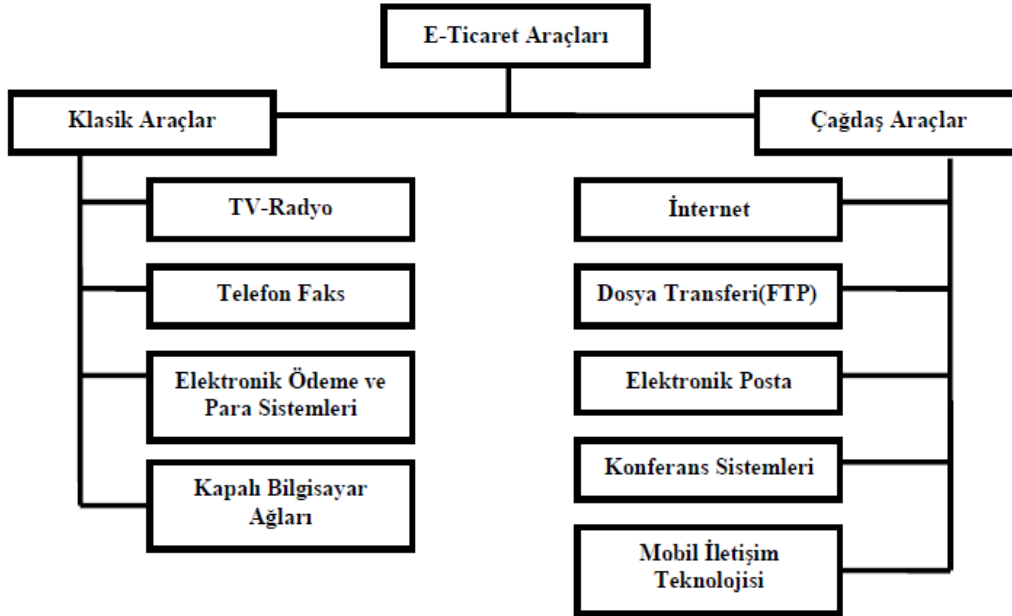 E-Ticaret Araçları
Klasik Araçlar
Çağdaş Araçlar
TV-Radyo
Telefon Faks
Elektronik Ödeme ve
Para Sistemleri
Kapalı Bilgisayar
Ağları
İnternet
Dosya Transferi(FTP)
Elektronik Posta
Konferans Sistemleri
Mobil İletişim
Teknolojisi